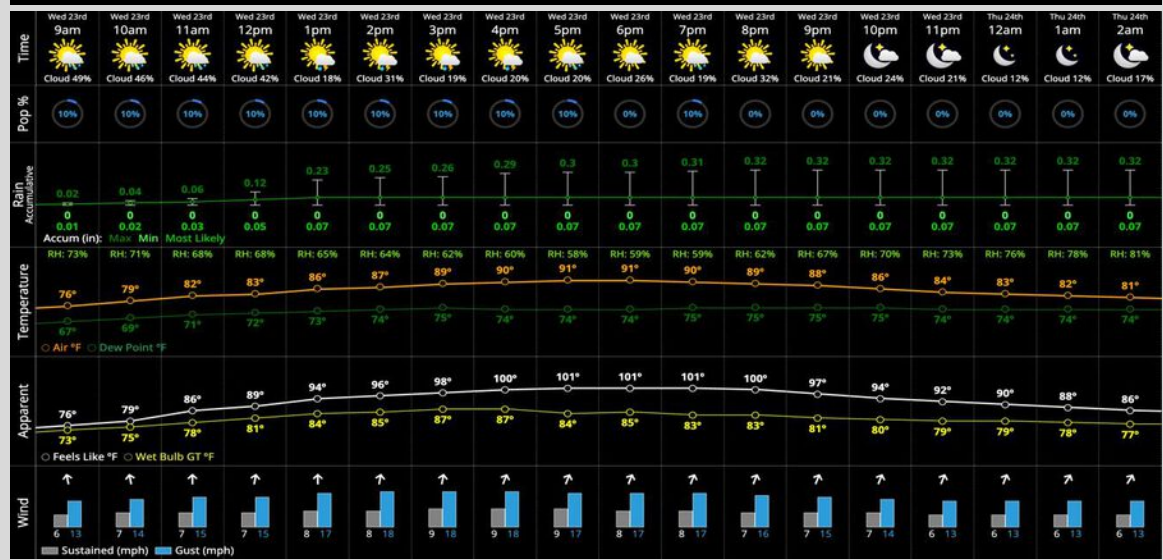 Wed 23rd Wed 23rd Wed 23rd Wed 23rd Wed 23rd Wed 23rd Wed 23rd Wed 23rd Wed 23rd Wed 23rd Wed 23rd Wed 23rd Wed 23rd Wed 23rd Wed 23rd Thu 24th Thu 24th Thu 24th
Time 9am 10am 11am 12pm 1pm 2pm 3pm 4pm 5pm 6pm 7pm 8pm 9pm 10pm 11pm 12am 1am 2am
Cloud 49% Cloud 46% Cloud 44% Cloud 42% Cloud 18% Cloud 31% Cloud 19% Cloud 20% Cloud 20% Cloud 26% Cloud 19% Cloud 32% Cloud 21% Cloud 24% Cloud 21% Cloud 12% Cloud 12% Cloud 17%
Pop % 10% 10% 10% 10% 10% 10% 10% 10% 10% 0% 10% 0% 0% 0% 0% 0% 0% 0%
Rain Accumulative
0.02 0.04 0.06 0.12 0.23 0.25 0.26 0.29 0.3 0.3 0.31 0.32 0.32 0.32 0.32 0.32 0.32 0.32
0 0 0 0 0 0 0 0 0 0 0 0 0 0 0 0 0 0
0.01 0.02 0.03 0.05 0.07 0.07 0.07 0.07 0.07 0.07 0.07 0.07 0.07 0.07 0.07 0.07 0.07 0.07
Accum (in): Max Min Most Likely
RH: 73% RH: 71% RH: 68% RH: 68% RH: 65% RH: 64% RH: 62% RH: 60% RH: 58% RH: 59% RH: 59% RH: 62% RH: 67% RH: 70% RH: 73% RH: 76% RH: 78% RH: 81%
Temperature
76° 79° 82° 83° 86° 87° 89° 90° 91° 91° 90° 89° 88° 86° 84° 83° 82° 81°
67° 69° 71° 72° 73° 74° 75° 74° 74° 74° 75° 75° 75° 75° 74° 74° 74° 74°
Air °F Dew Point °F
Apparent
76° 79° 86° 89° 94° 96° 98° 100° 101° 101° 101° 100° 97° 94° 92° 90° 88° 86°
73° 75° 78° 81° 84° 85° 87° 87° 84° 85° 83° 83° 81° 80° 79° 79° 78° 77°
Feels Like °F Wet Bulb GT °F
Wind
6 13 7 14 7 15 7 15 8 17 8 18 9 18 9 18 9 17 8 17 8 17 7 16 7 15 7 14 6 13 6 13 6 13 6 13
Sustained (mph) Gust (mph)